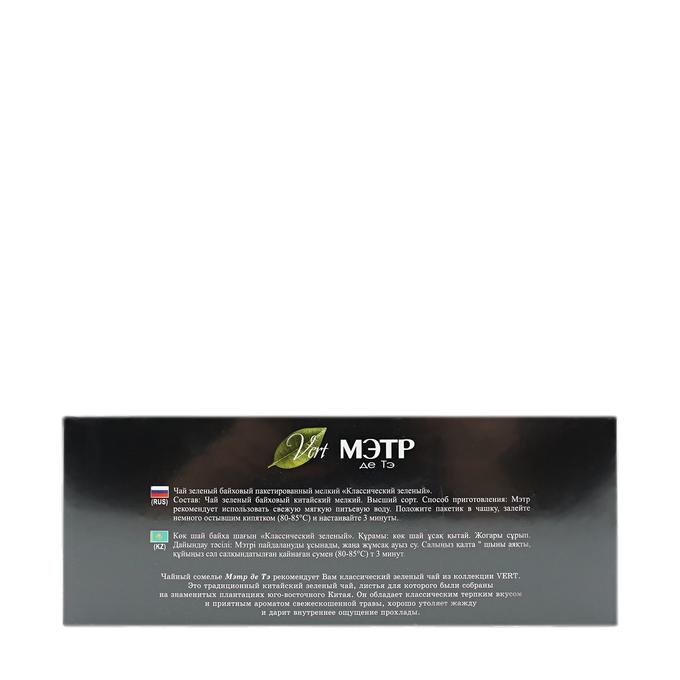 Vert МЭТР
де Тэ
Чай зеленый байховый пакетированный мелкий «Классический зеленый».
(RUS) Состав: Чай зеленый байховый китайский мелкий. Высший сорт. Способ приготовления: Мэтр
рекомендует использовать свежую мягкую питьевую воду. Положите пакетик в чашку, залейте
немного остывшим кипятком (80-85°С) и настаивайте 3 минуты.
Көк шай байха шағын «Классический зеленый». Құрамы: көк шай ұсақ қытай. Жоғары сұрып.
(KZ) Дайындау тәсілі: Мэтрі пайдалануды ұсынады, жаңа жұмсақ ауыз су. Салыңыз қалта " шыны аяқты,
құйыңыз сәл салқындатылған қайнаған сумен (80-85°С) т 3 минут
Чайный сомелье Мэтр де Тэ рекомендует Вам классический зеленый чай из коллекции VERT.
Это традиционный китайский зеленый чай, листья для которого были собраны
на знаменитых плантациях юго-восточного Китая. Он обладает классическим терпким вкусом
и приятным ароматом свежескошенной травы, хорошо утоляет жажду
и дарит внутреннее ощущение прохлады.